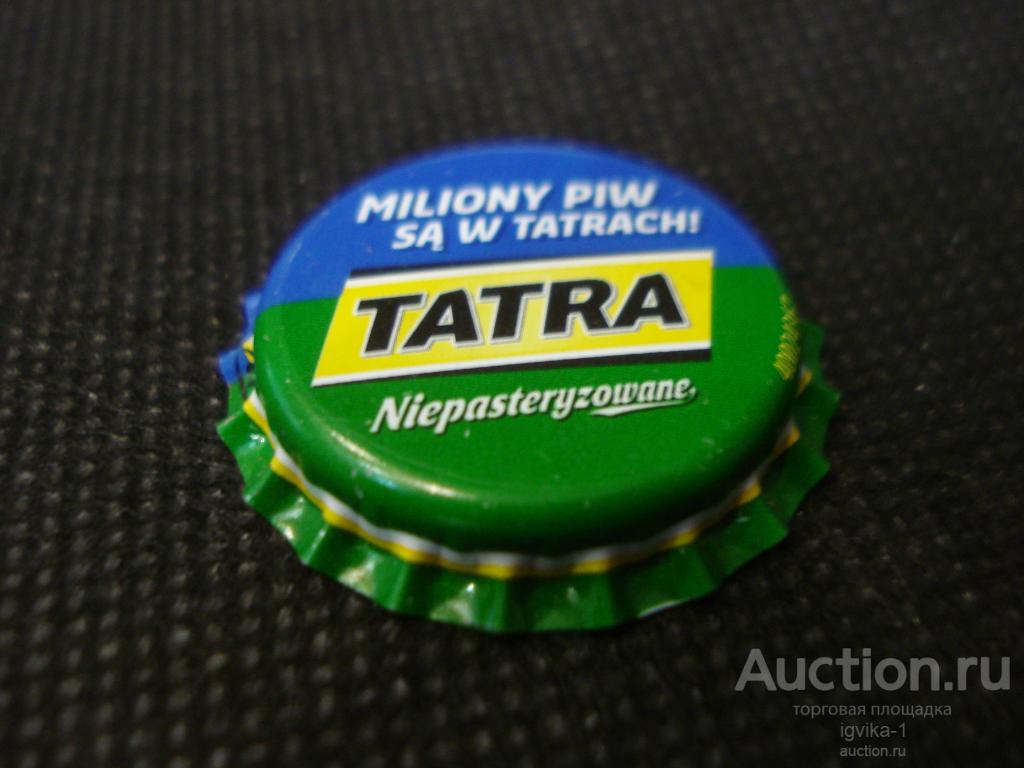 MILIONY PIW
SĄ W TATRACH!
TATRA
Niepasteryzowane
Auction.ru
торговая площадка
igvika-1
auction.ru